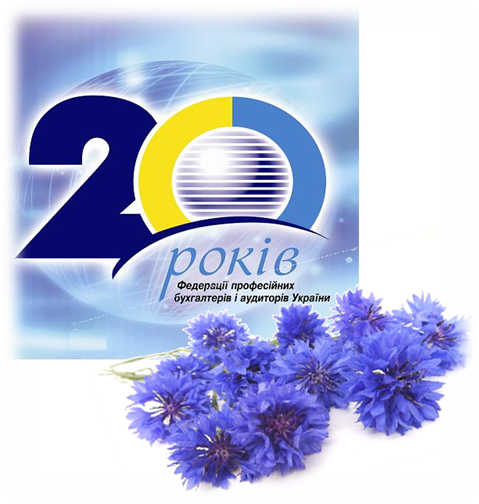 20
років
Федерації професійних
бухгалтерів і аудиторів України